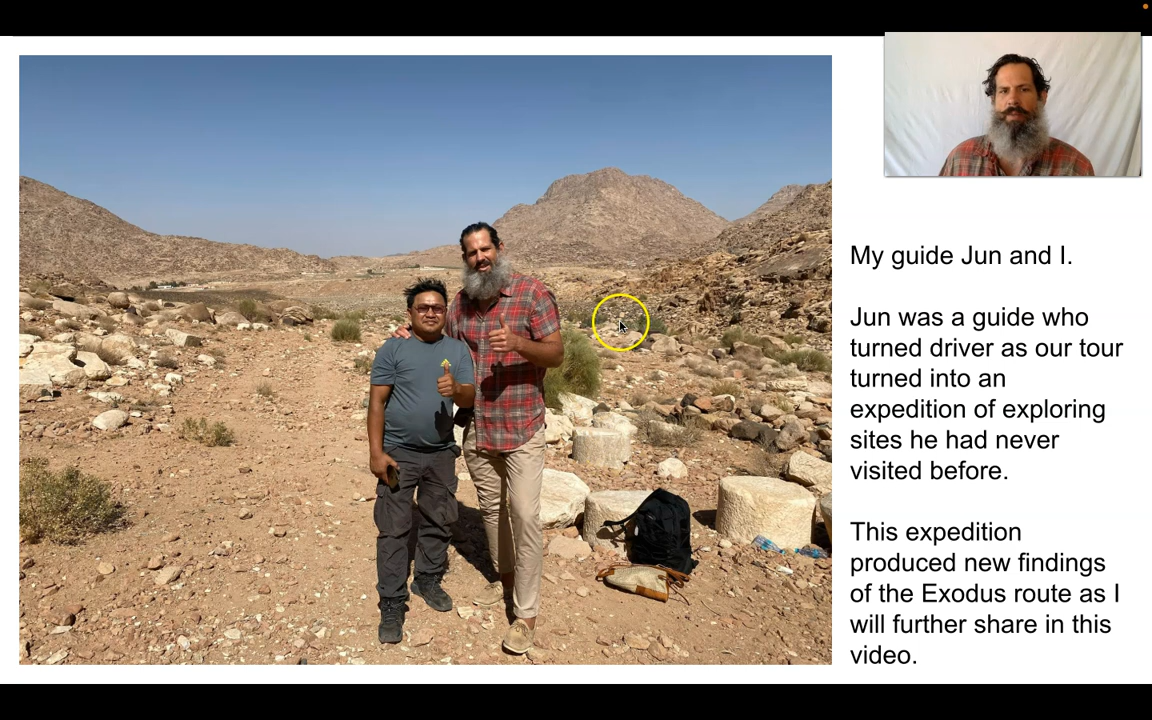 My guide Jun and I.
Jun was a guide who
turned driver as our tour
turned into an
expedition of exploring
sites he had never
visited before.
This expedition
produced new findings
of the Exodus route as I
will further share in this
video.